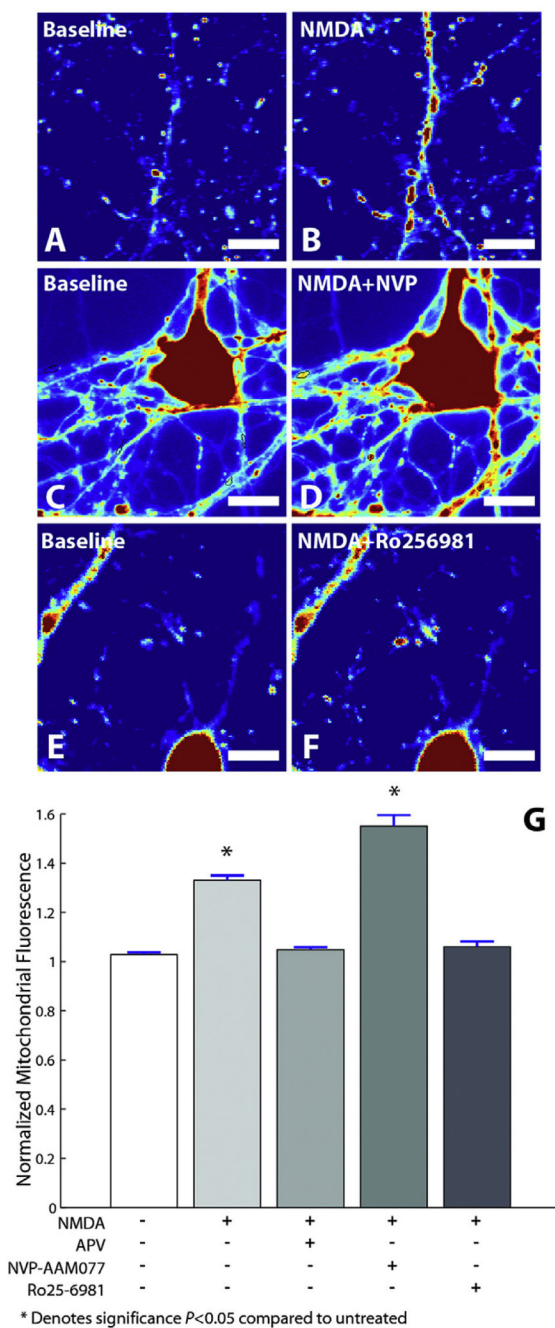 Baseline
NMDA
A
B
Baseline
NMDA+NVP
C
D
Baseline
NMDA+Ro256981
E
F
G
1.6
1.4
1.2
1
0.8
0.6
0.4
0.2
0
Normalized Mitochondrial Fluorescence
*
*
NMDA - + + + +
APV - - + - -
NVP-AAM077 - - - + -
Ro25-6981 - - - - +
* Denotes significance P<0.05 compared to untreated